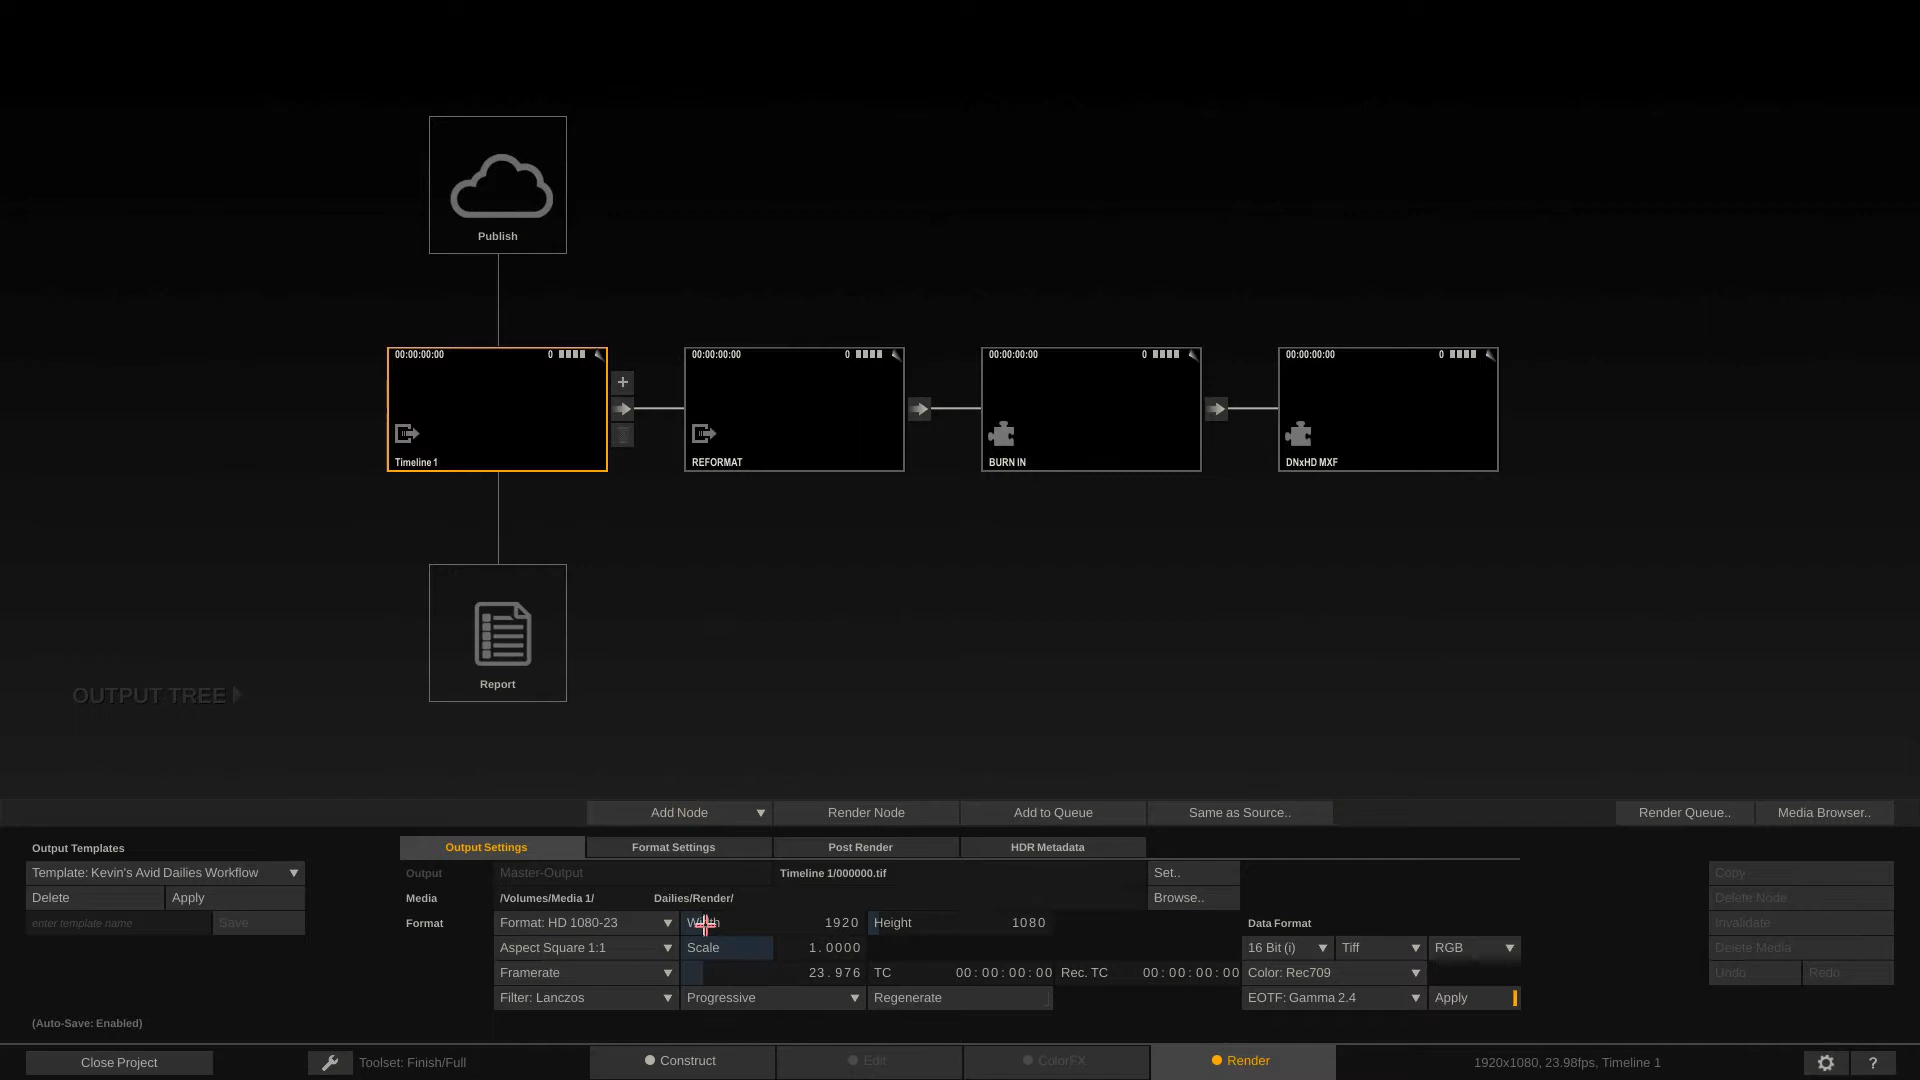 Publish
00:00:00:00 0
Timeline 1
+
00:00:00:00 0
REFORMAT
00:00:00:00 0
BURN IN
00:00:00:00 0
DNxHD MXF
Report
OUTPUT TREE
Add Node
Render Node
Add to Queue
Same as Source..
Render Queue..
Media Browser..
Output Templates
Template: Kevin's Avid Dailies Workflow
Delete
Apply
enter template name
Save
(Auto-Save: Enabled)
Output Settings
Format Settings
Post Render
HDR Metadata
Output
Master-Output
Timeline 1/000000.tif
Set..
Media
/Volumes/Media 1/
Dailies/Render/
Browse..
Format
Format: HD 1080-23
Width
1920
Height
1080
Data Format
Aspect Square 1:1
Scale
1.0000
16 Bit (i)
Tiff
RGB
Framerate
23.976
TC
00:00:00:00
Rec. TC
00:00:00:00
Color: Rec709
Filter: Lanczos
Progressive
Regenerate
EOTF: Gamma 2.4
Apply
Copy
Delete Node
Invalidate
Delete Media
Undo
Redo
Close Project
Toolset: Finish/Full
Construct
Edit
ColorFX
Render
1920x1080, 23.98fps, Timeline 1
?